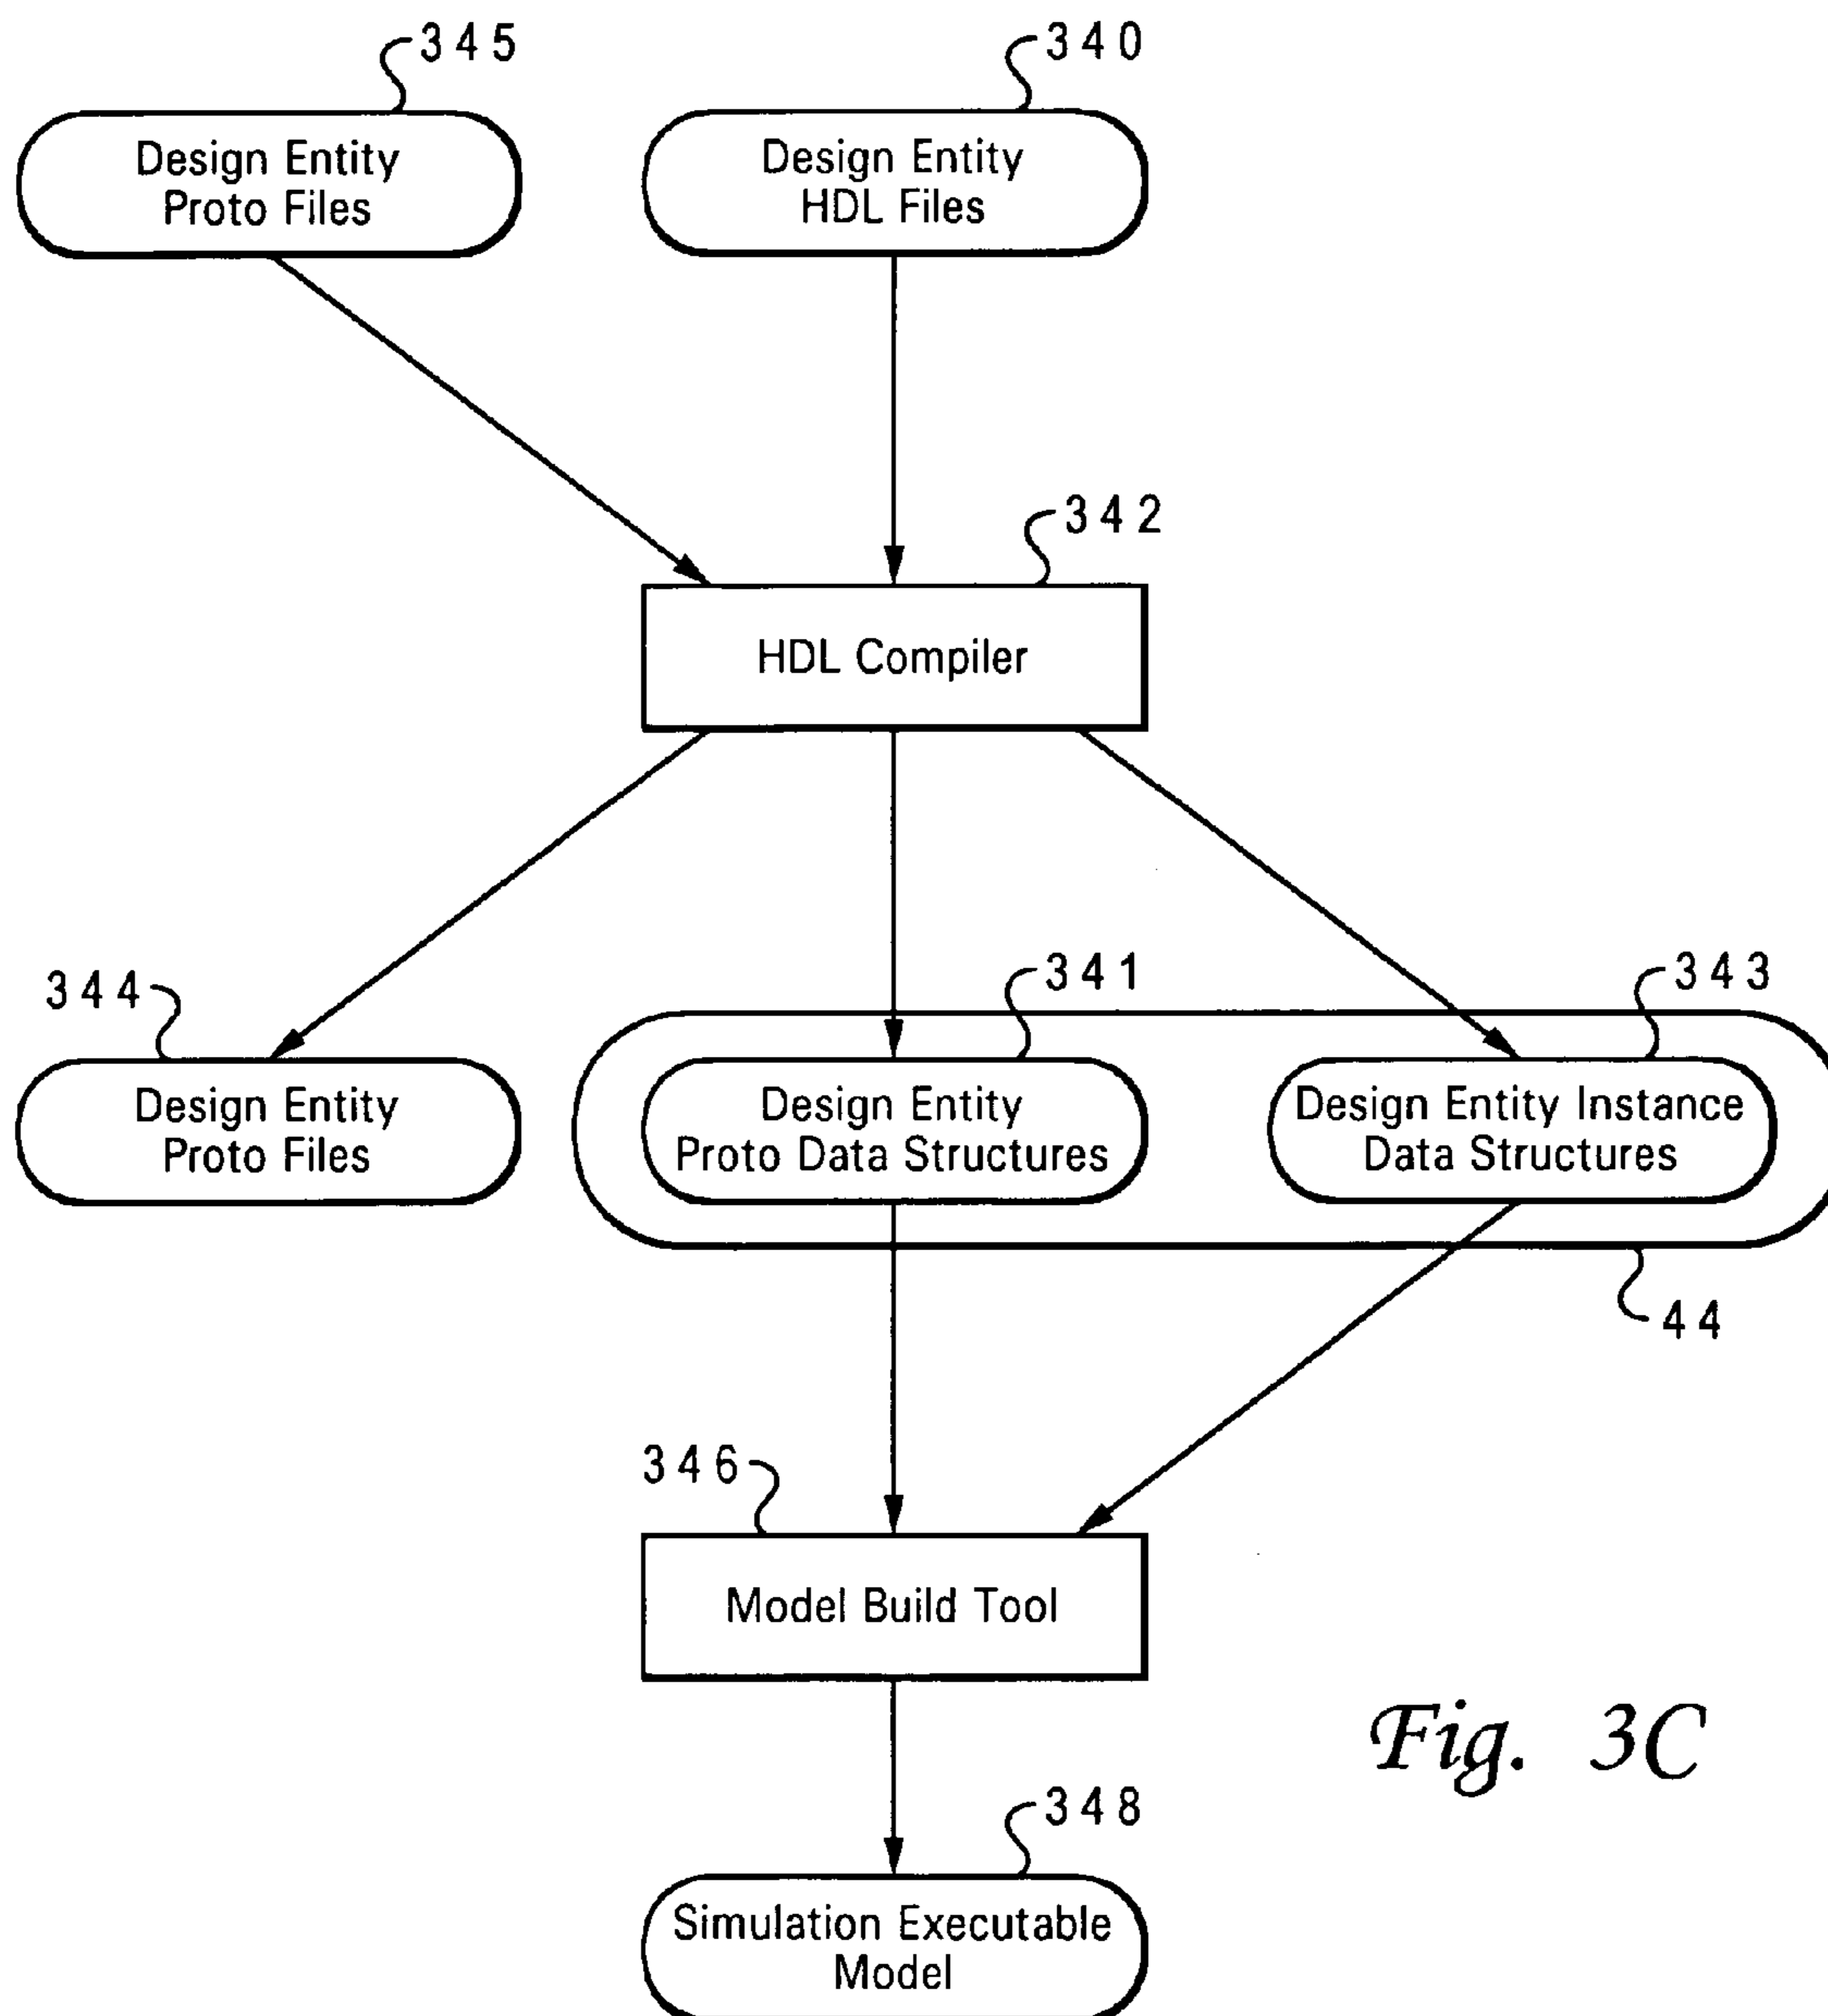 345
340
Design Entity
Proto Files
Design Entity
HDL Files
342
HDL Compiler
344
341
343
Design Entity
Proto Files
Design Entity
Proto Data Structures
Design Entity Instance
Data Structures
44
346
Model Build Tool
Fig. 3C
348
Simulation Executable
Model